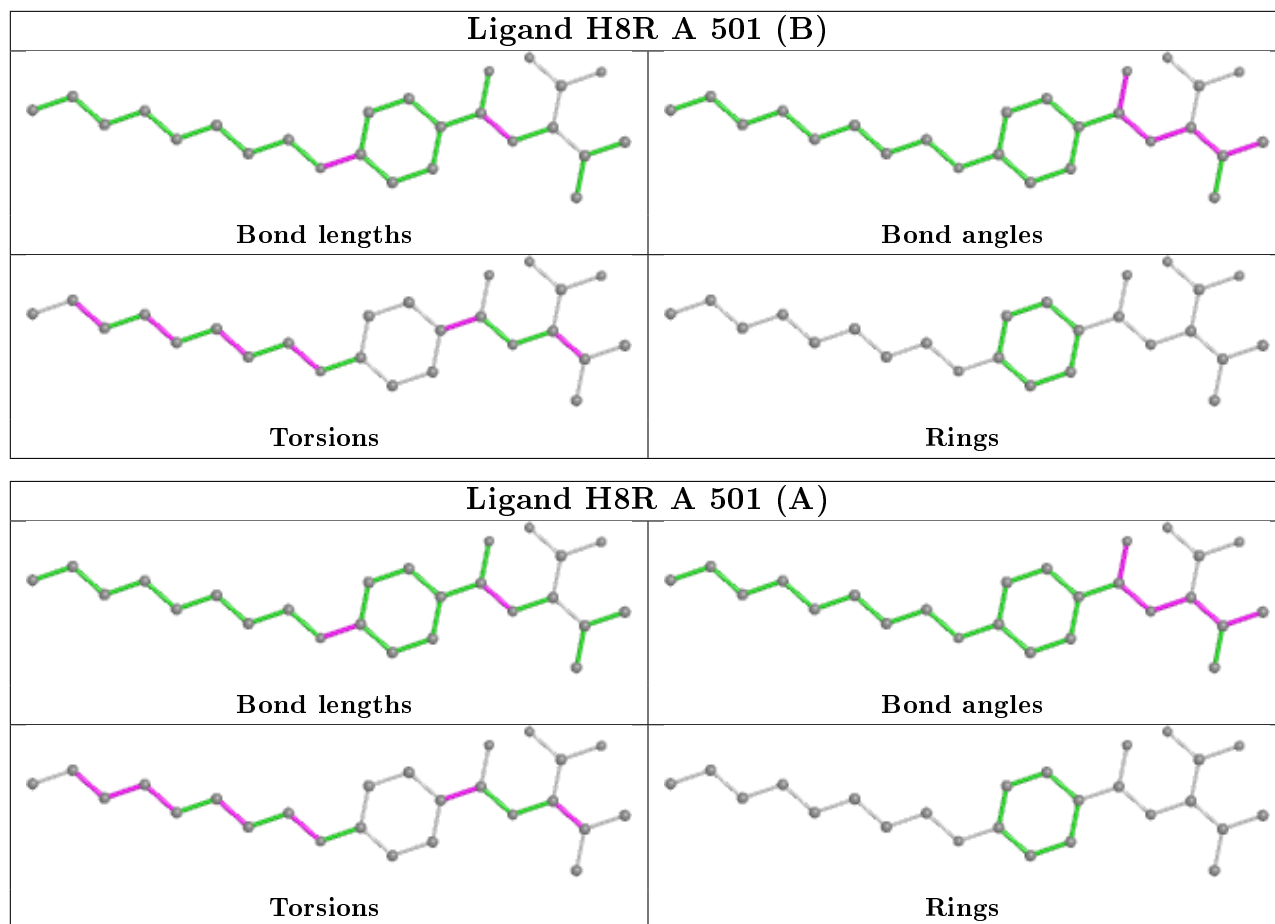 Ligand H8R A 501 (B)
Bond lengths
Bond angles
Torsions
Rings
Ligand H8R A 501 (A)
Bond lengths
Bond angles
Torsions
Rings